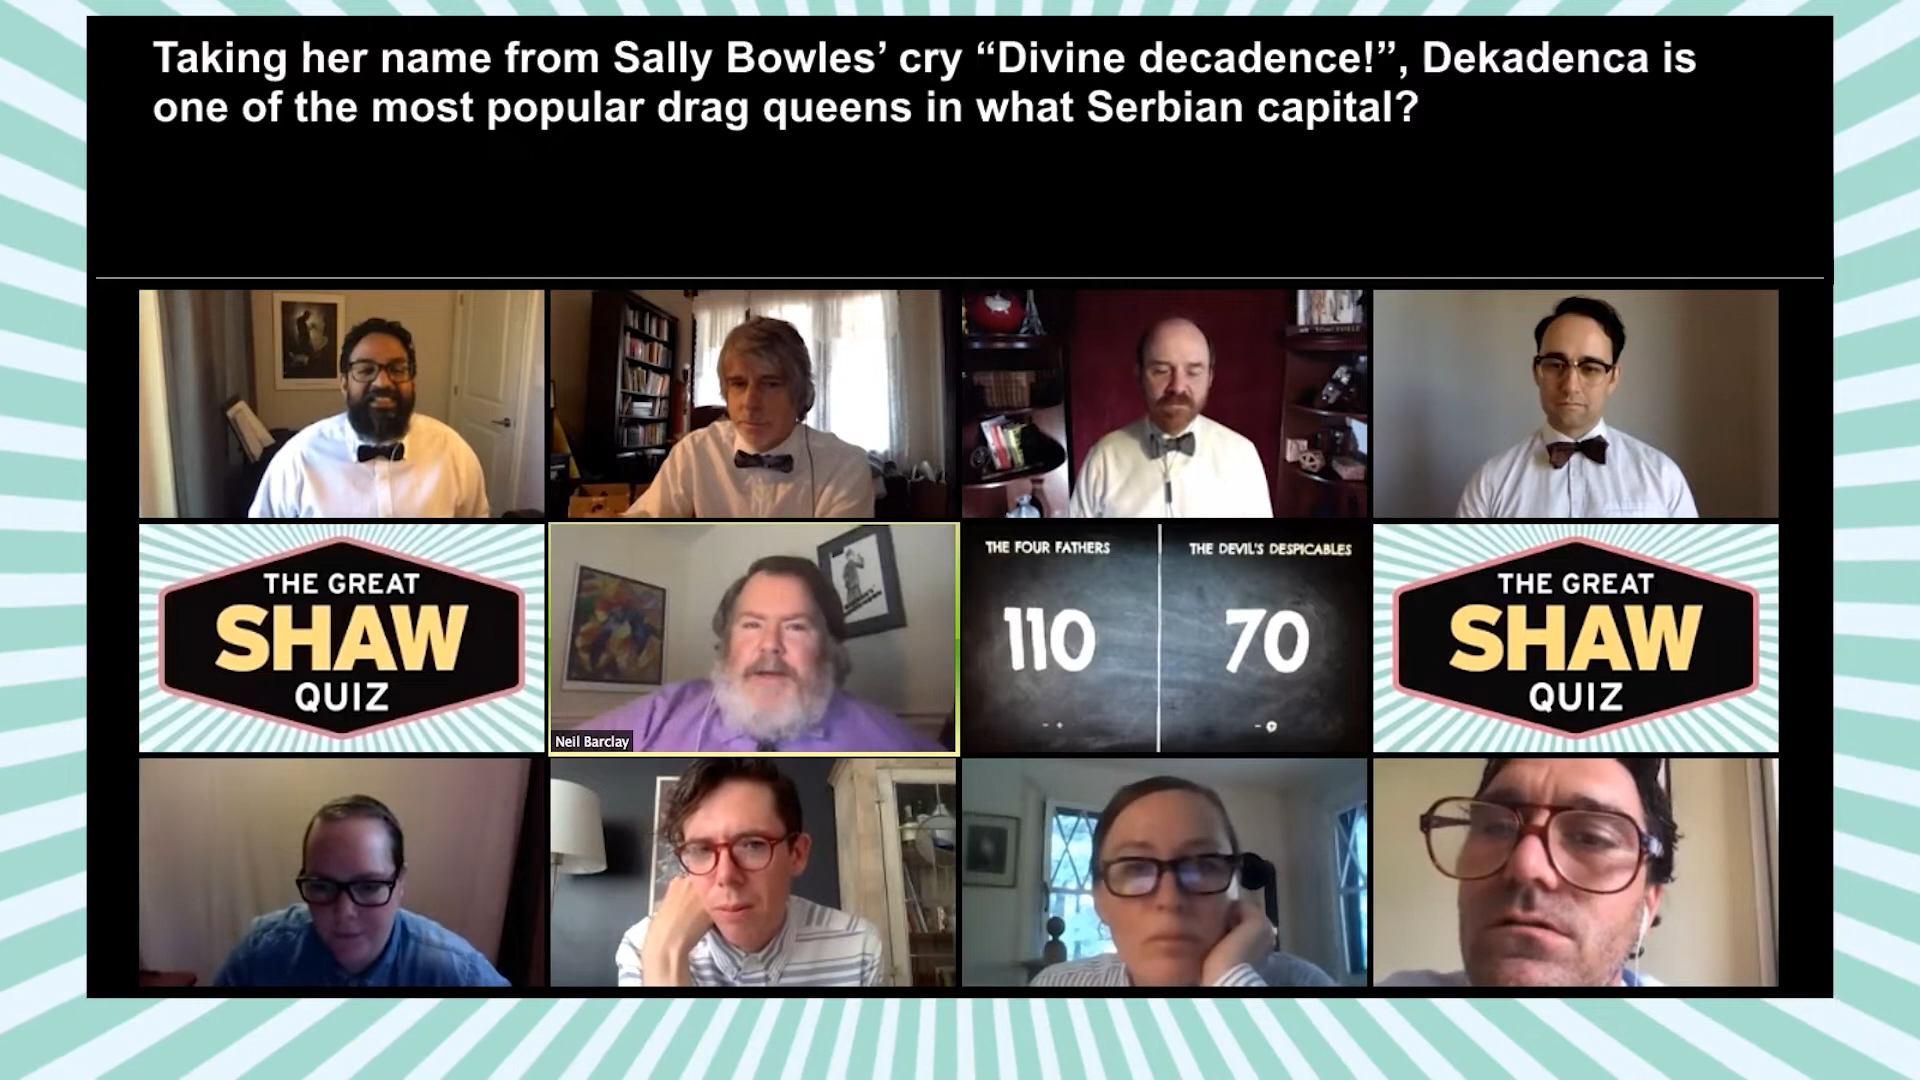 Taking her name from Sally Bowles’ cry “Divine decadence!”, Dekadenca is
one of the most popular drag queens in what Serbian capital?
THE GREAT
SHAW
QUIZ
Neil Barclay
THE FOUR FATHERS
THE DEVIL'S DESPICABLES
110
70
- +
- +
THE GREAT
SHAW
QUIZ